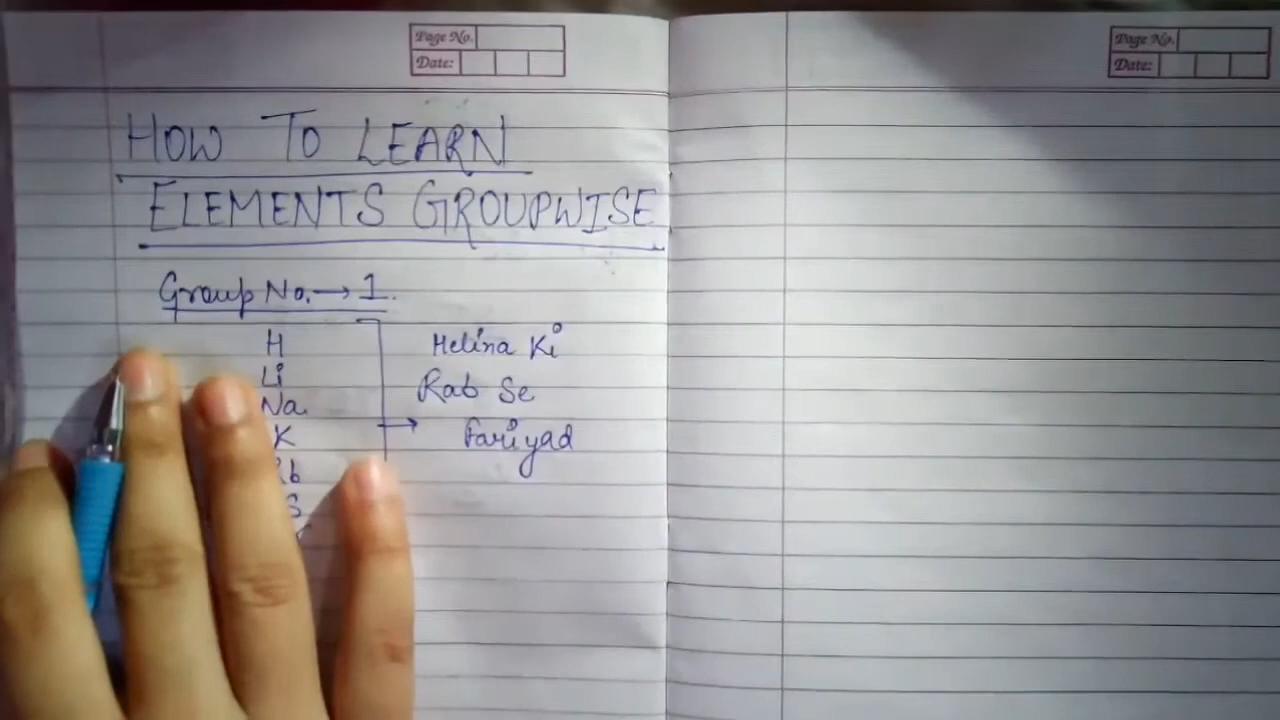 Page No.
Date:
Page No.
Date:
HOW TO LEARN
ELEMENTS GROUPWISE
Group No. → 1.
H
Li
Na
K
Helina Ki
Rab Se
Fariyad